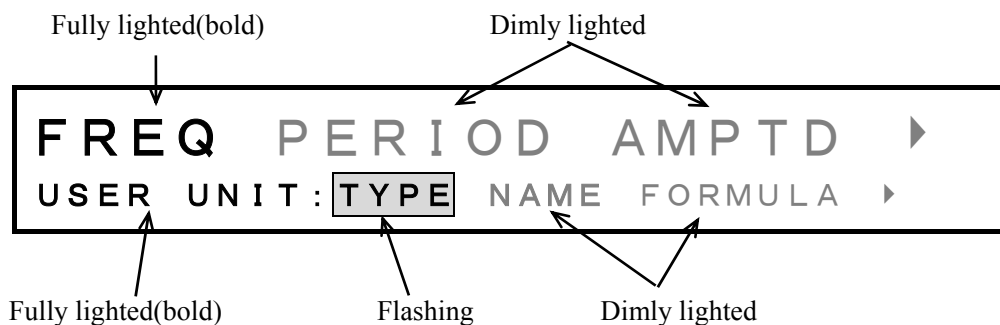 Fully lighted(bold) Dimly lighted
FREQ PERIOD AMPTD
USER UNIT:TYPE NAME FORMULA
Fully lighted(bold) Flashing Dimly lighted